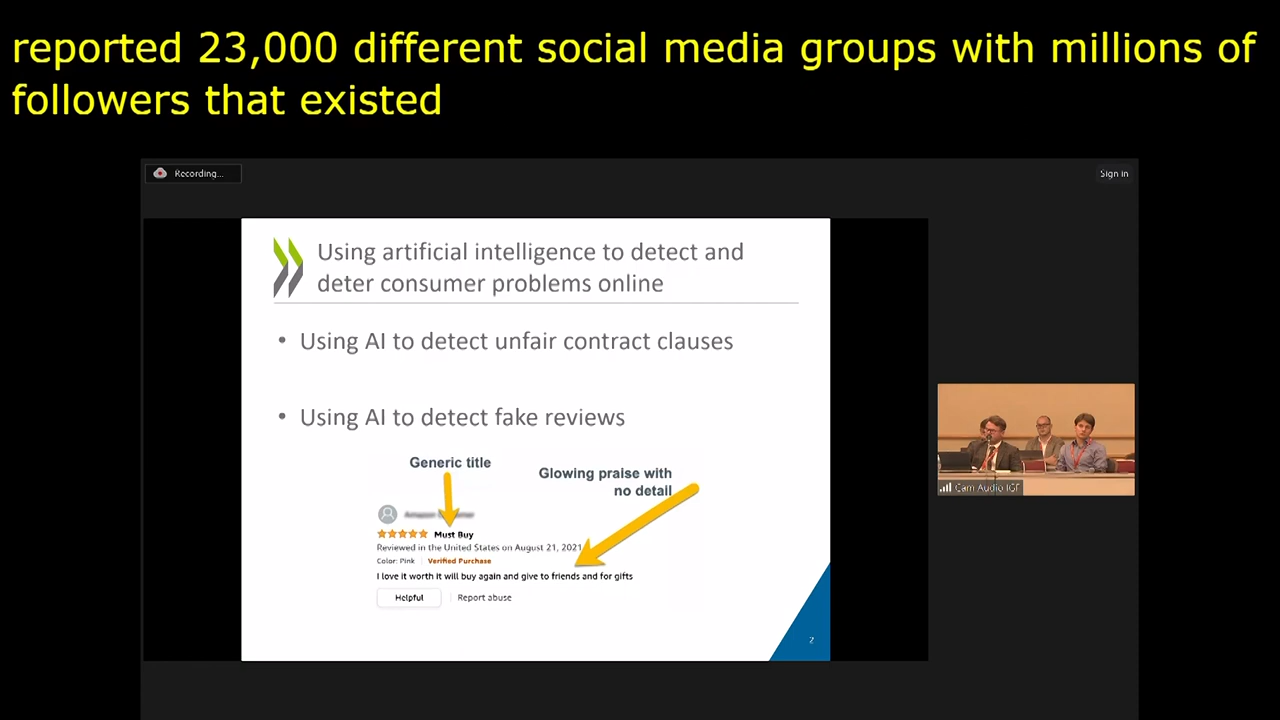 reported 23,000 different social media groups with millions of
followers that existed
Recording...
Sign in
Using artificial intelligence to detect and
deter consumer problems online
• Using AI to detect unfair contract clauses
• Using AI to detect fake reviews
Generic title
Glowing praise with
no detail
Must Buy
Reviewed in the United States on August 21, 2021
Color: Pink Verified Purchase
I love it worth it will buy again and give to friends and for gifts
Helpful Report abuse
2
Cam Audio IGF